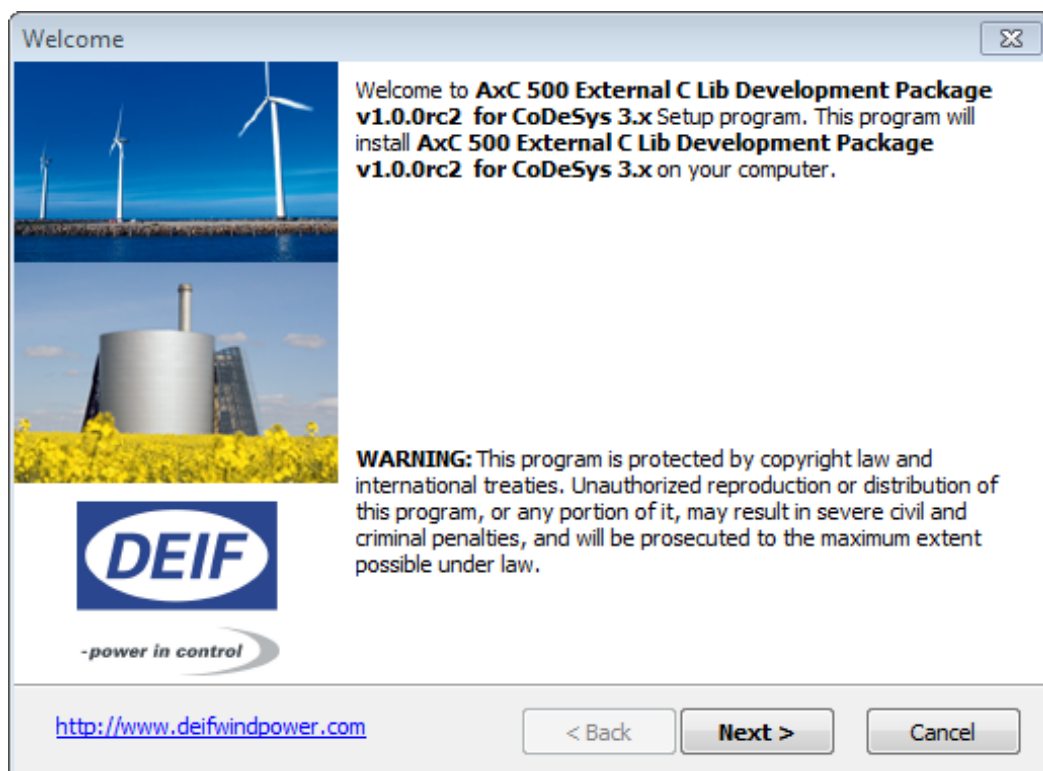 Welcome
Welcome to AxC 500 External C Lib Development Package
v1.0.0rc2  for CoDeSys 3.x Setup program. This program will
install AxC 500 External C Lib Development Package
v1.0.0rc2  for CoDeSys 3.x on your computer.
WARNING: This program is protected by copyright law and
international treaties. Unauthorized reproduction or distribution of
this program, or any portion of it, may result in severe civil and
criminal penalties, and will be prosecuted to the maximum extent
possible under law.
DEIF
-power in control
http://www.deifwindpower.com
< Back
Next >
Cancel